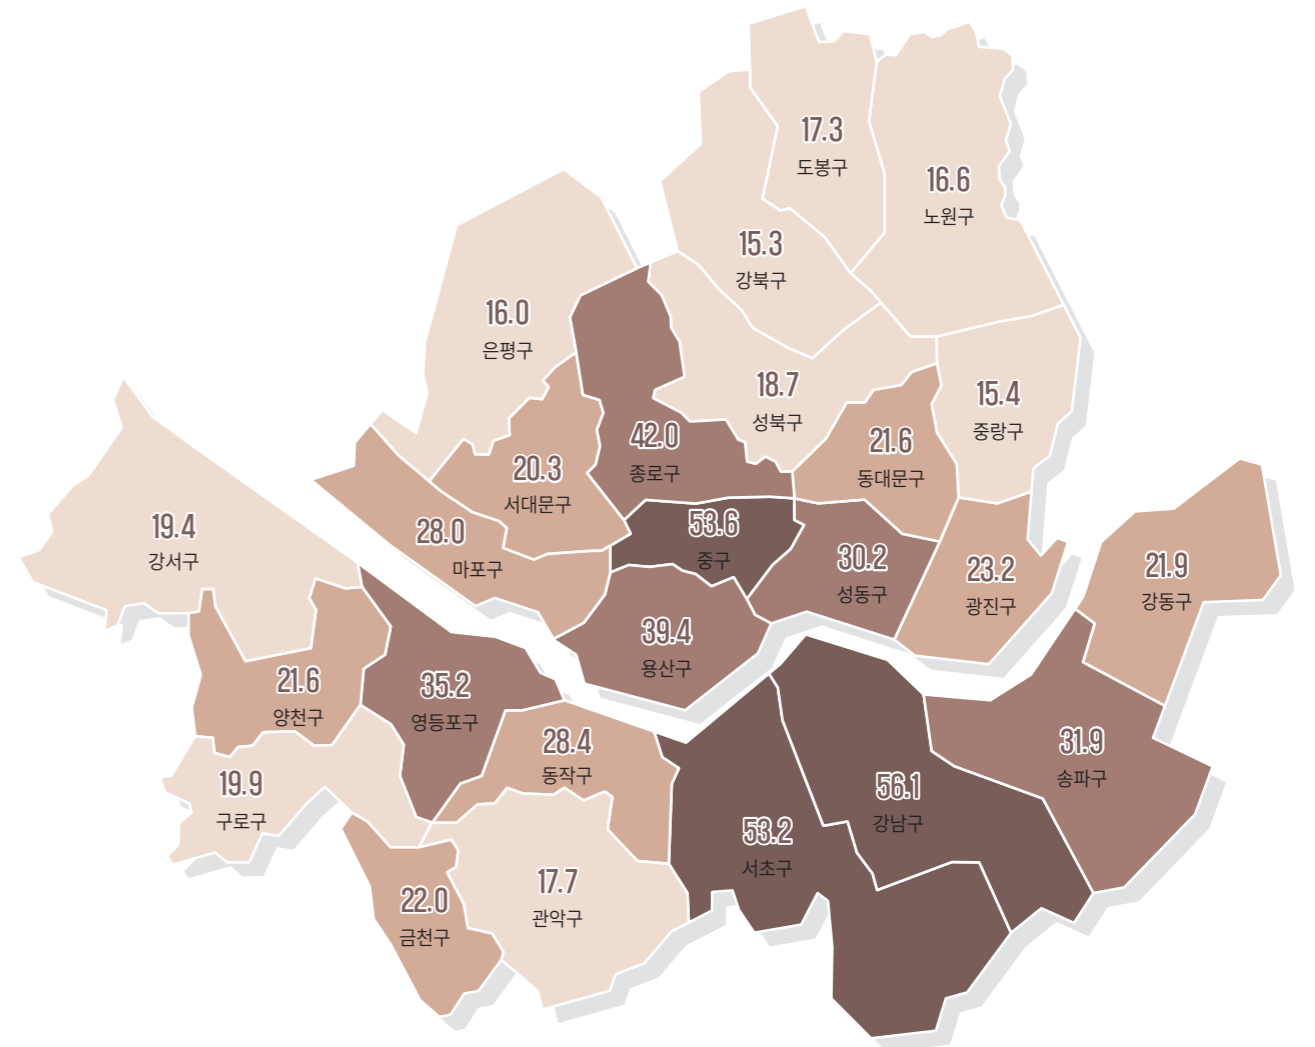 17.3
도봉구
16.6
노원구
15.3
강북구
16.0
은평구
18.7
성북구
15.4
중랑구
42.0
종로구
21.6
동대문구
20.3
서대문구
28.0
마포구
53.6
중구
19.4
강서구
30.2
성동구
23.2
광진구
21.9
강동구
39.4
용산구
21.6
양천구
35.2
영등포구
28.4
동작구
31.9
송파구
19.9
구로구
56.1
강남구
53.2
서초구
17.7
관악구
22.0
금천구